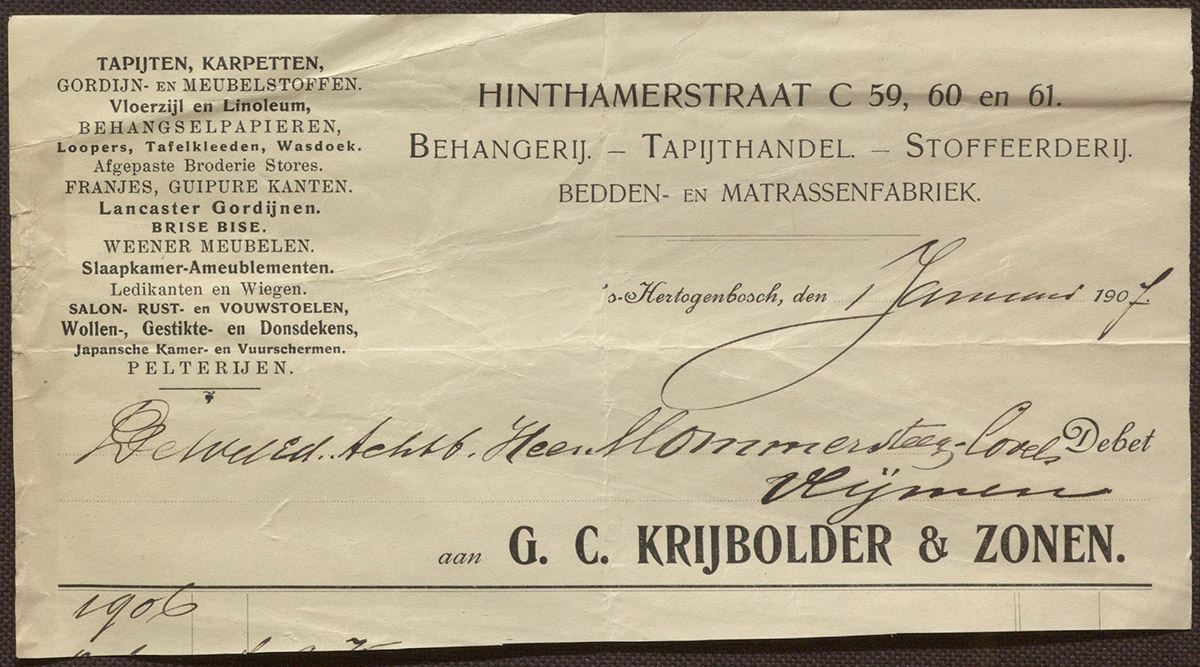 TAPIJTEN, KARPETTEN,
GORDIJN- EN MEUBELSTOFFEN.
Vloerzijl en Linoleum,
BEHANGSELPAPIEREN,
Loopers, Tafelkleeden, Wasdoek.
Afgepaste Broderie Stores.
FRANJES, GUIPURE KANTEN.
Lancaster Gordijnen.
BRISE BISE.
WEENER MEUBELEN.
Slaapkamer-Ameublementen.
Ledikanten en Wiegen.
SALON- RUST- en VOUWSTOELEN,
Wollen-, Gestikte- en Donsdekens,
Japansche Kamer- en Vuurschermen.
PELTERIJEN.
HINTHAMERSTRAAT C 59, 60 en 61.
BEHANGERIJ. – TAPIJTHANDEL. – STOFFEERDERIJ.
BEDDEN- EN MATRASSENFABRIEK.
's-Hertogenbosch, den 1 Januari 1907.
Achtb. Heer Mommersteeg- Debet
Vlijmen
aan G. C. KRIJBOLDER & ZONEN.
1906